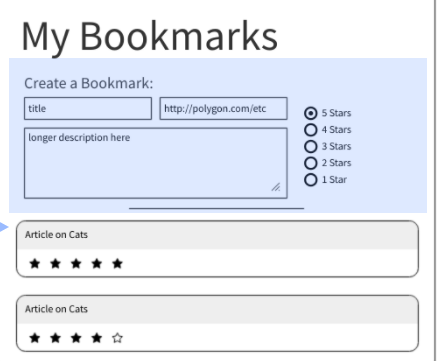 My Bookmarks
Create a Bookmark:
title
http://polygon.com/etc
longer description here
5 Stars
4 Stars
3 Stars
2 Stars
1 Star
Article on Cats
Article on Cats